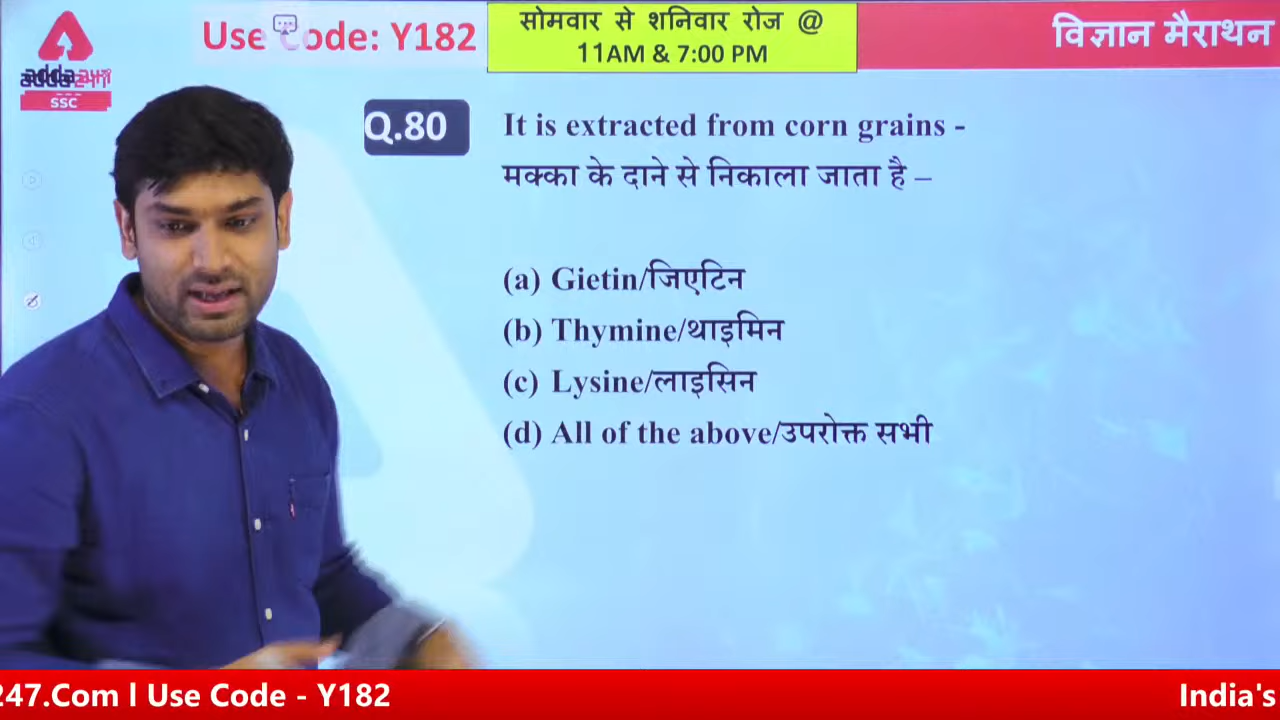 Use Code: Y182
सोमवार से शनिवार रोज @
11AM & 7:00 PM
विज्ञान मैराथन
SSC
Q.80
It is extracted from corn grains -
मक्का के दाने से निकाला जाता है –
(a) Gietin/जिएटिन
(b) Thymine/थाइमिन
(c) Lysine/लाइसिन
(d) All of the above/उपरोक्त सभी
247.Com l Use Code - Y182
India's